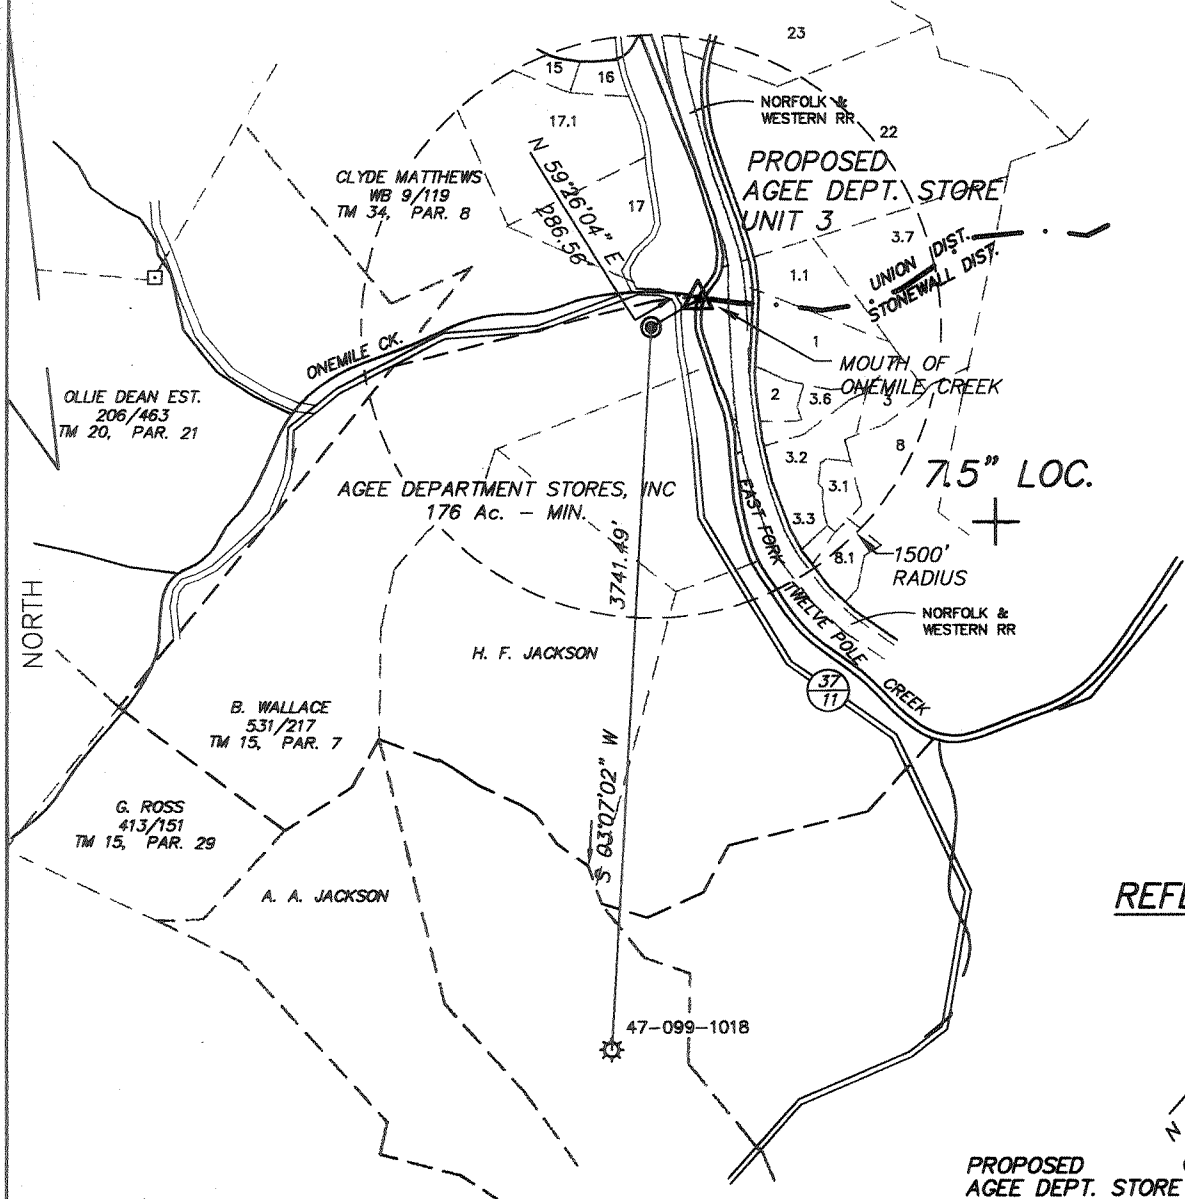 23
15
16
NORFOLK &
WESTERN RR
17.1
22
PROPOSED
AGEE DEPT. STORE
UNIT 3
N 59°26'04" E
286.56'
CLYDE MATTHEWS
WB 9/119
TM 34, PAR. 8
17
3.7
UNION DIST.
STONEWALL DIST.
1.1
ONEMILE CK.
1
MOUTH OF
ONEMILE CREEK
OLLIE DEAN EST.
206/463
TM 20, PAR. 21
2
3.6
3
8
3.2
7.5" LOC.
3.1
AGEE DEPARTMENT STORES, INC
176 Ac. - MIN.
3.3
8.1
1500'
RADIUS
3741.49'
S 03°07'02" W
EAST FORK TWELVE POLE CREEK
NORFOLK &
WESTERN RR
NORTH
H. F. JACKSON
37
11
B. WALLACE
531/217
TM 15, PAR. 7
G. ROSS
413/151
TM 15, PAR. 29
A. A. JACKSON
REFE
47-099-1018
N
PROPOSED
AGEE DEPT. STORE